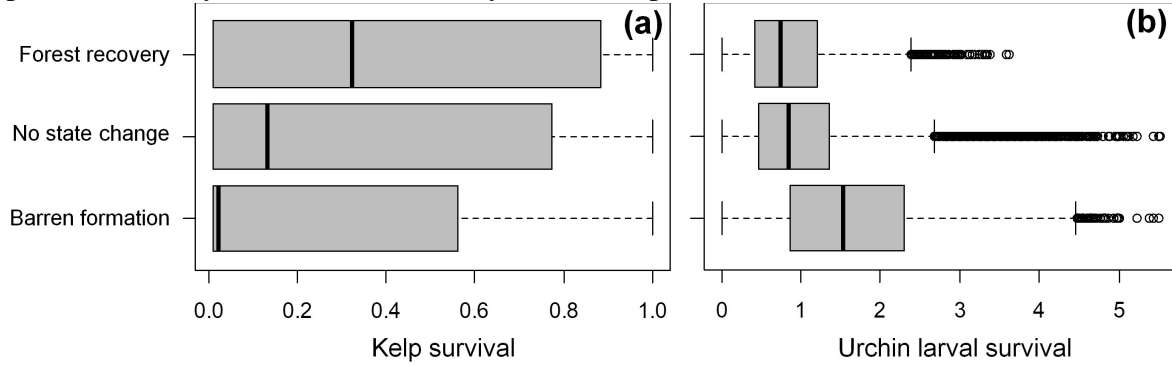 (a)
(b)
Forest recovery
No state change
Barren formation
0.0 0.2 0.4 0.6 0.8 1.0
0 1 2 3 4 5
Kelp survival
Urchin larval survival